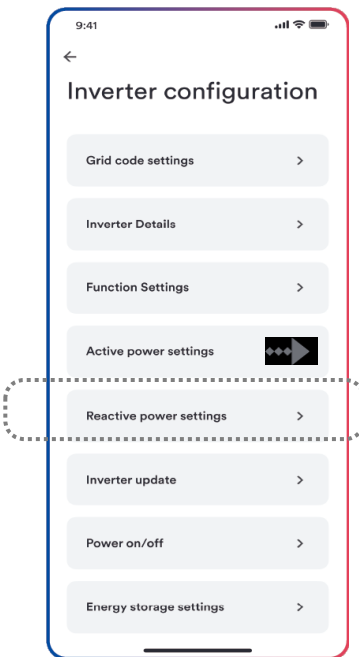 9:41
Inverter configuration
Grid code settings
Inverter Details
Function Settings
Active power settings
Reactive power settings
Inverter update
Power on/off
Energy storage settings